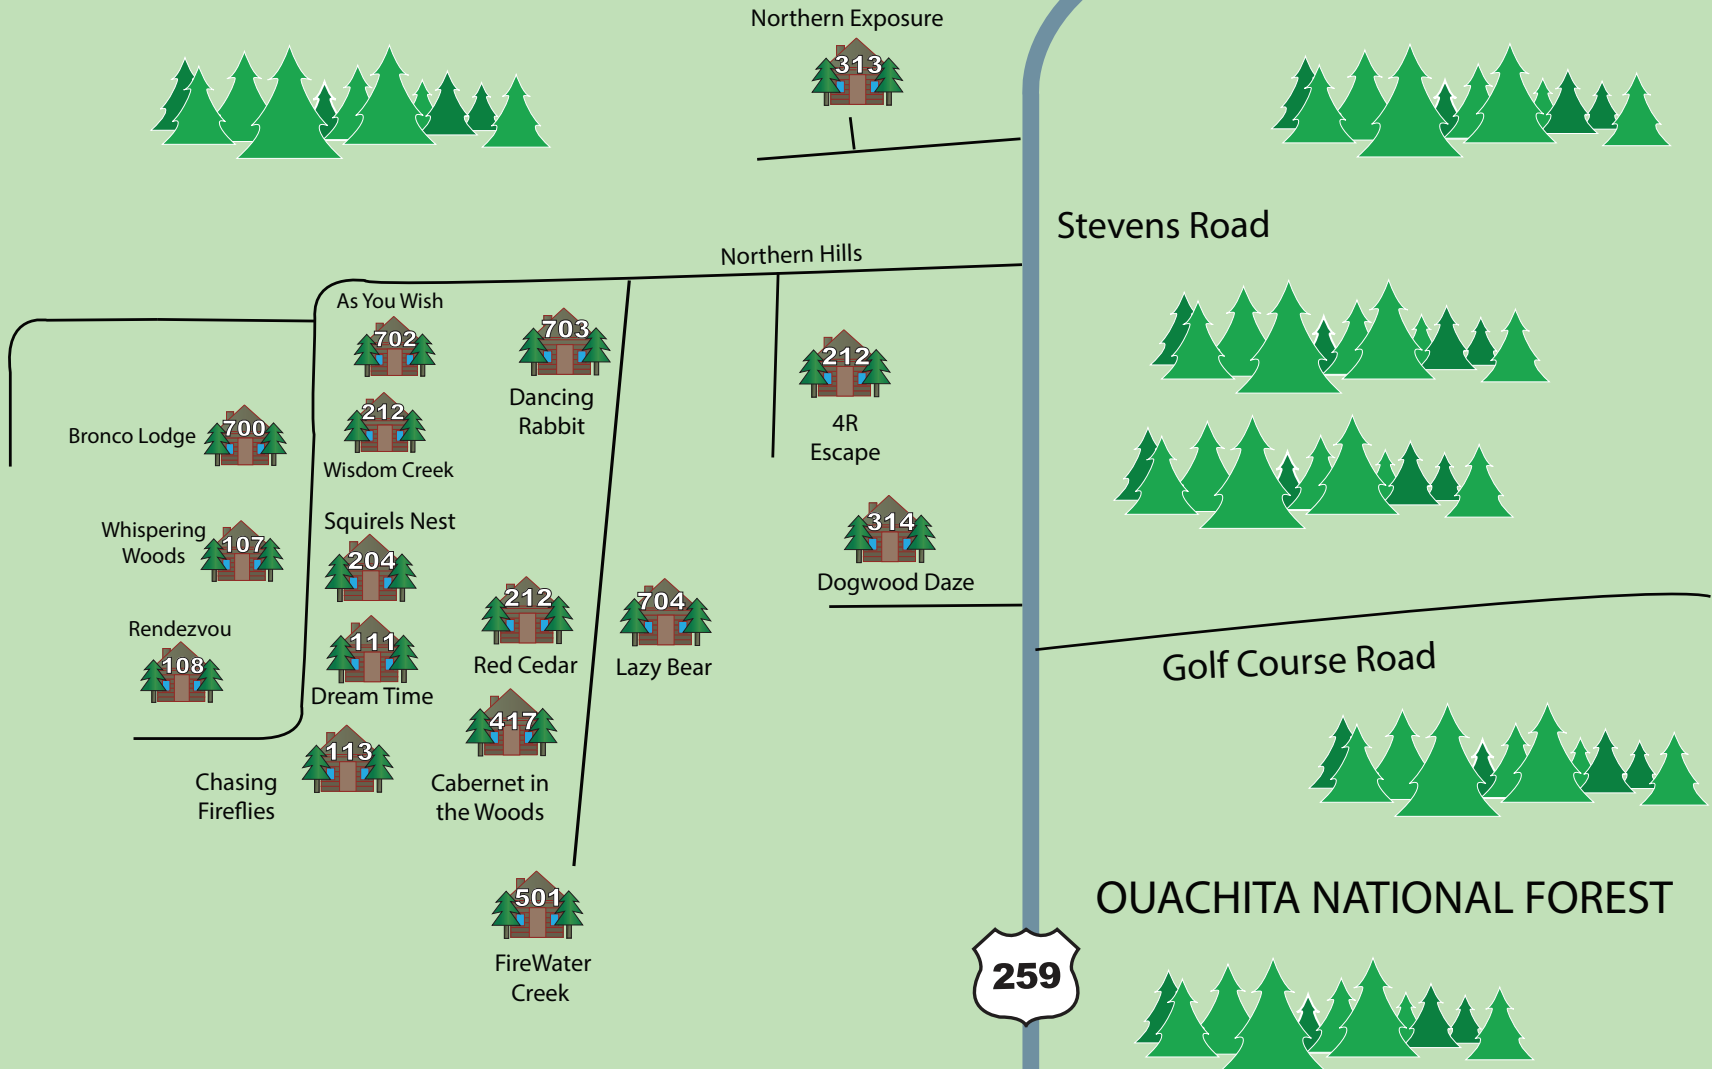 Northern Exposure
313
Stevens Road
Northern Hills
As You Wish
702
703
Dancing
Rabbit
212
4R
Escape
Bronco Lodge
700
212
Wisdom Creek
Squirels Nest
204
Whispering
Woods
107
314
Dogwood Daze
212
Red Cedar
704
Lazy Bear
Rendezvou
108
111
Dream Time
Golf Course Road
417
Cabernet in
the Woods
113
Chasing
Fireflies
501
FireWater
Creek
OUACHITA NATIONAL FOREST
259